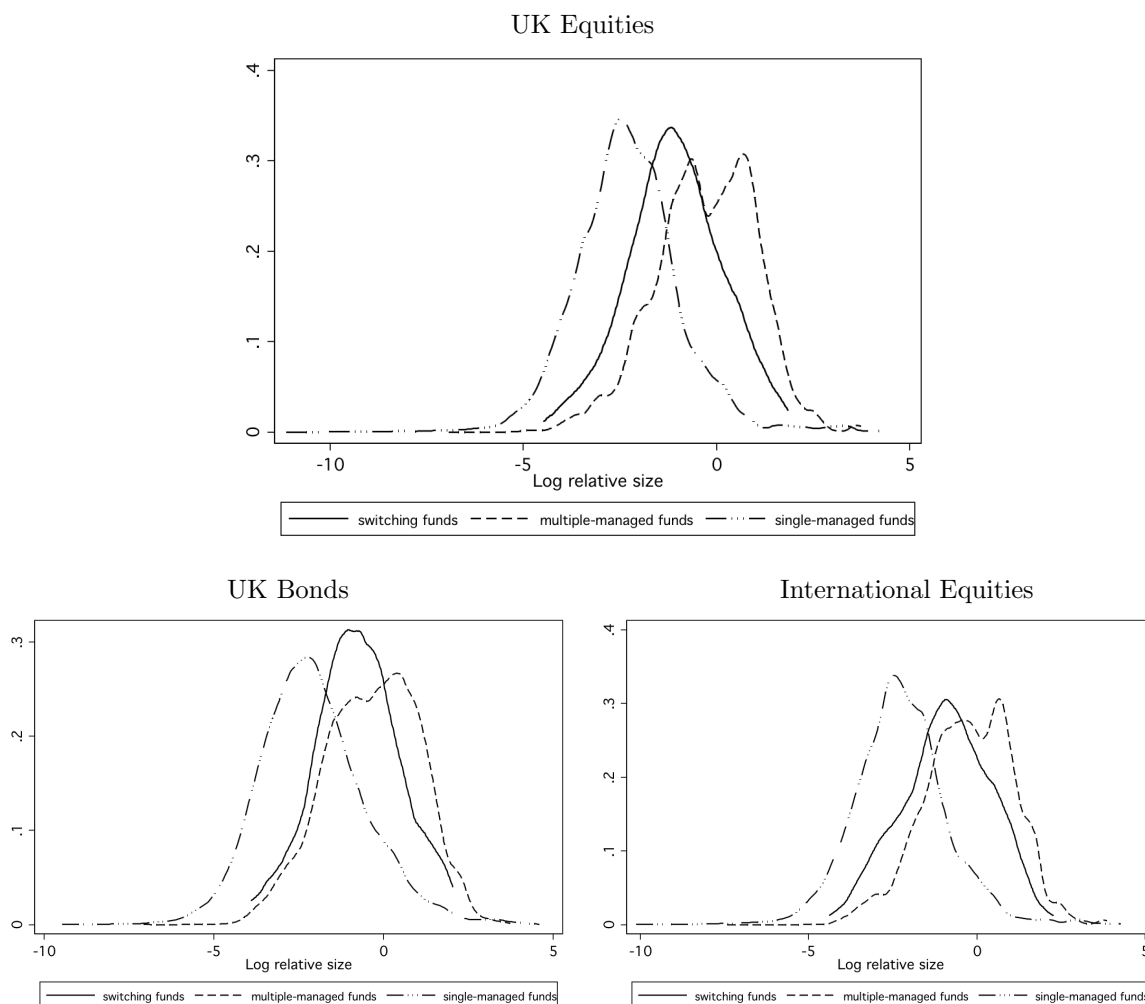 UK Equities
.4
.3
.2
.1
0
-10 -5 0 5
Log relative size
switching funds multiple-managed funds single-managed funds
UK Bonds
.3
.2
.1
0
-10 -5 0 5
Log relative size
switching funds multiple-managed funds single-managed funds
International Equities
.4
.3
.2
.1
0
-10 -5 0 5
Log relative size
switching funds multiple-managed funds single-managed funds